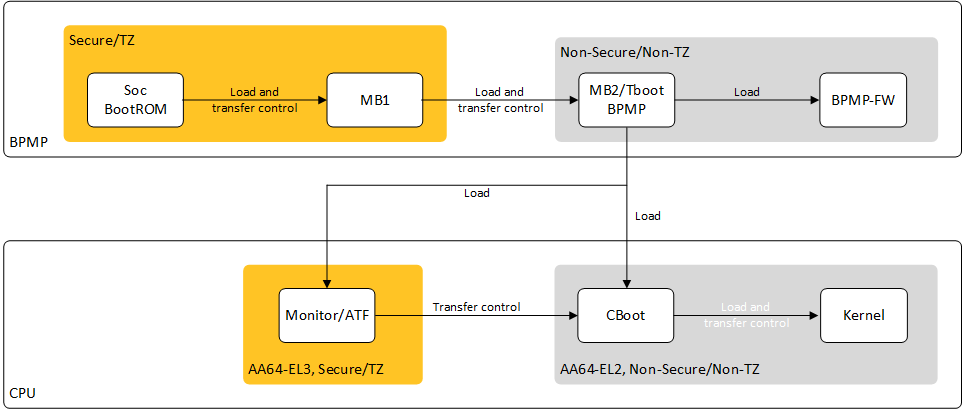 Secure/TZ
Soc
BootROM
Load and
transfer control
MB1
Load and
transfer control
Non-Secure/Non-TZ
MB2/Tboot
BPMP
Load
BPMP-FW
BPMP
Load
Load
Monitor/ATF
Transfer control
CBoot
Load and
transfer control
Kernel
AA64-EL3, Secure/TZ
AA64-EL2, Non-Secure/Non-TZ
CPU